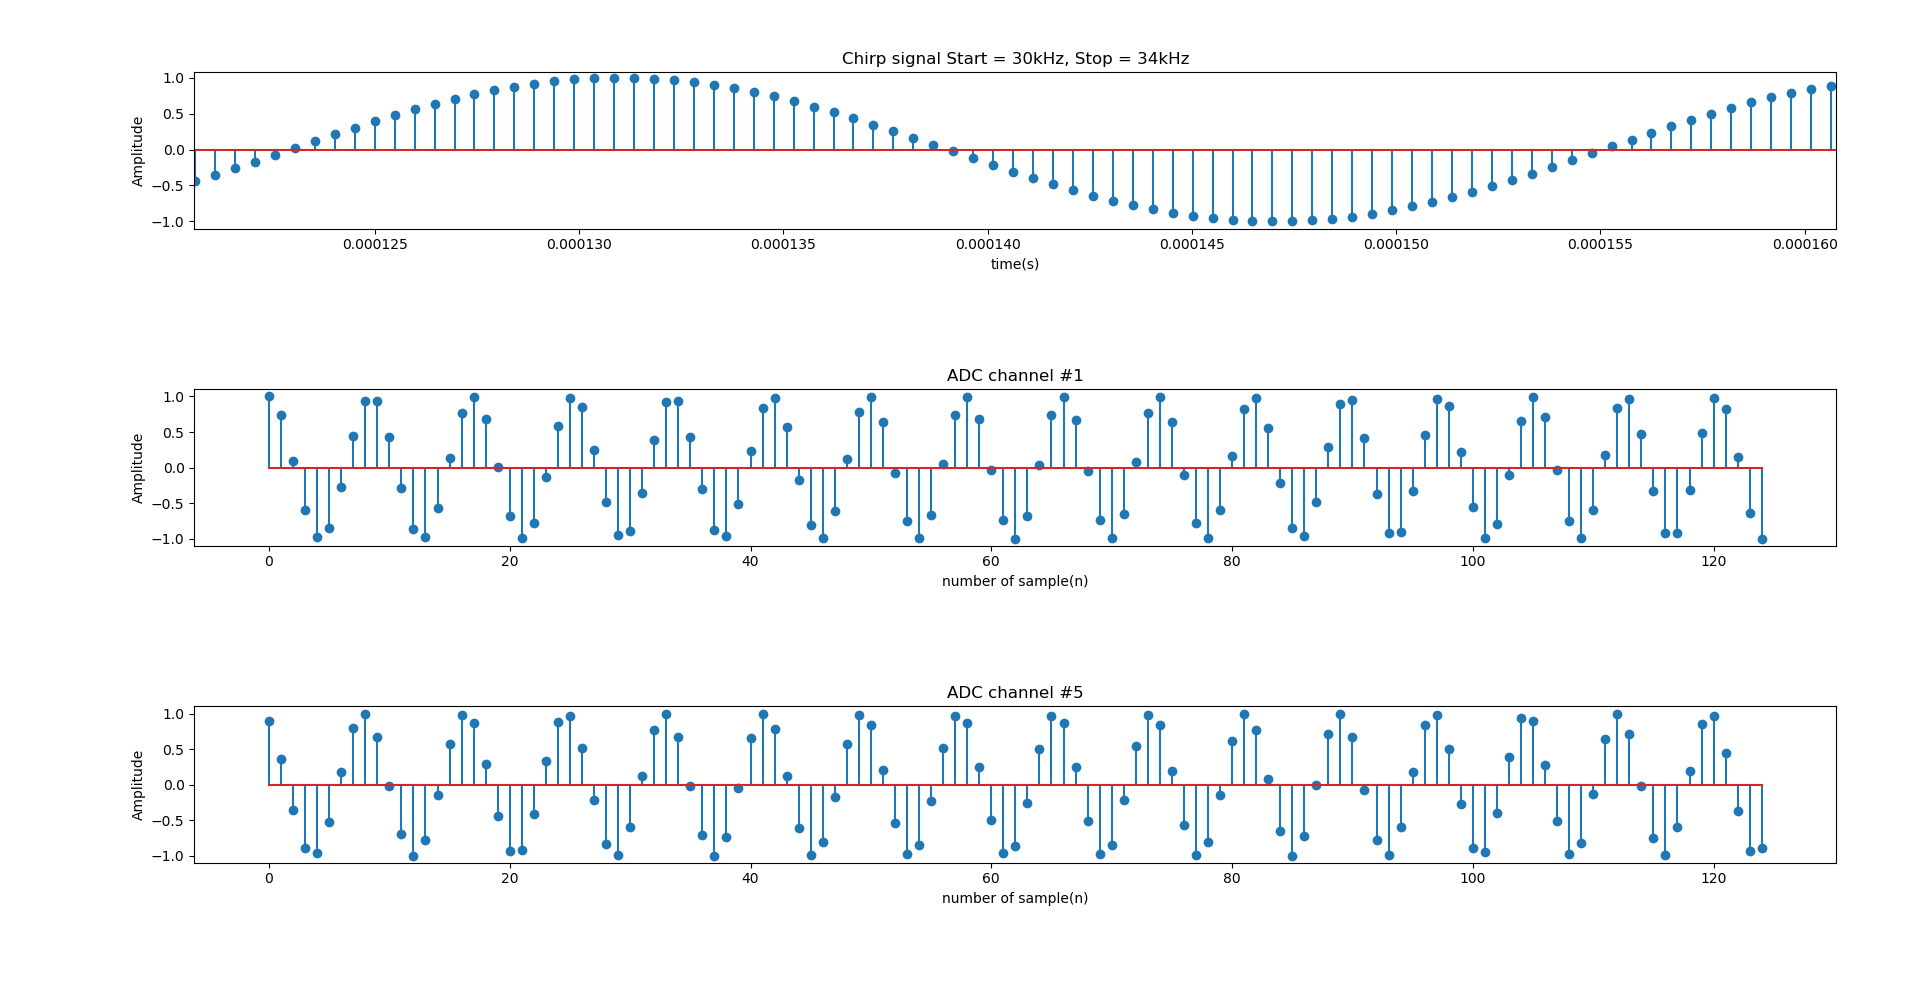 Chirp signal Start = 30kHz, Stop = 34kHz
Amplitude
1.0
0.5
0.0
−0.5
−1.0
0.000125 0.000130 0.000135 0.000140 0.000145 0.000150 0.000155 0.000160
time(s)
ADC channel #1
Amplitude
1.0
0.5
0.0
−0.5
−1.0
0 20 40 60 80 100 120
number of sample(n)
ADC channel #5
Amplitude
1.0
0.5
0.0
−0.5
−1.0
0 20 40 60 80 100 120
number of sample(n)